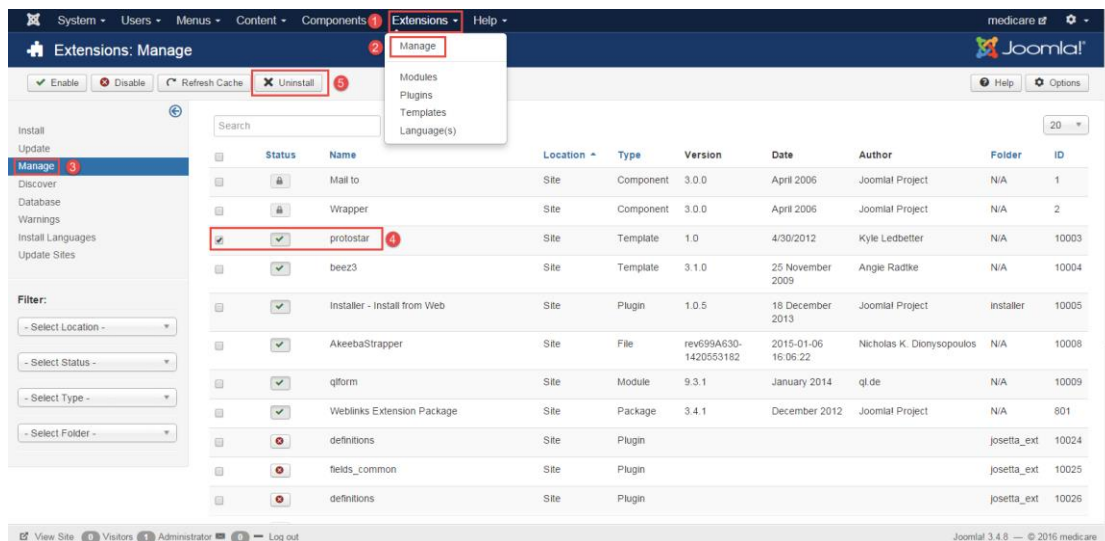 System Users Menus Content Components 1 Extensions Help medicare
Extensions: Manage 2 Manage Joomla!
Modules
Plugins
Templates
Language(s)
Enable Disable Refresh Cache Uninstall 5 Help Options
Install
Update
Manage 3
Discover
Database
Warnings
Install Languages
Update Sites
Filter:
- Select Location -
- Select Status -
- Select Type -
- Select Folder -
Search 20
Status Name Location Type Version Date Author Folder ID
Mail to Site Component 3.0.0 April 2006 Joomla! Project N/A 1
Wrapper Site Component 3.0.0 April 2006 Joomla! Project N/A 2
protostar 4 Site Template 1.0 4/30/2012 Kyle Ledbetter N/A 10003
beez3 Site Template 3.1.0 25 November 2009 Angie Radtke N/A 10004
Installer - Install from Web Site Plugin 1.0.5 18 December 2013 Joomla! Project installer 10005
AkeebaStrapper Site File rev699A630-1420553182 2015-01-06 16:06:22 Nicholas K. Dionysopoulos N/A 10008
qlform Site Module 9.3.1 January 2014 ql.de N/A 10009
Weblinks Extension Package Site Package 3.4.1 December 2012 Joomla! Project N/A 801
definitions Site Plugin josetta_ext 10024
fields_common Site Plugin josetta_ext 10025
definitions Site Plugin josetta_ext 10026
View Site 0 Visitors 1 Administrator 0 Log out Joomla! 3.4.8 — © 2016 medicare